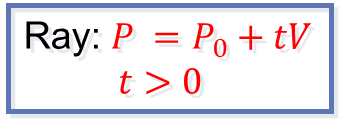 Ray: P = P₀ + tV
t > 0